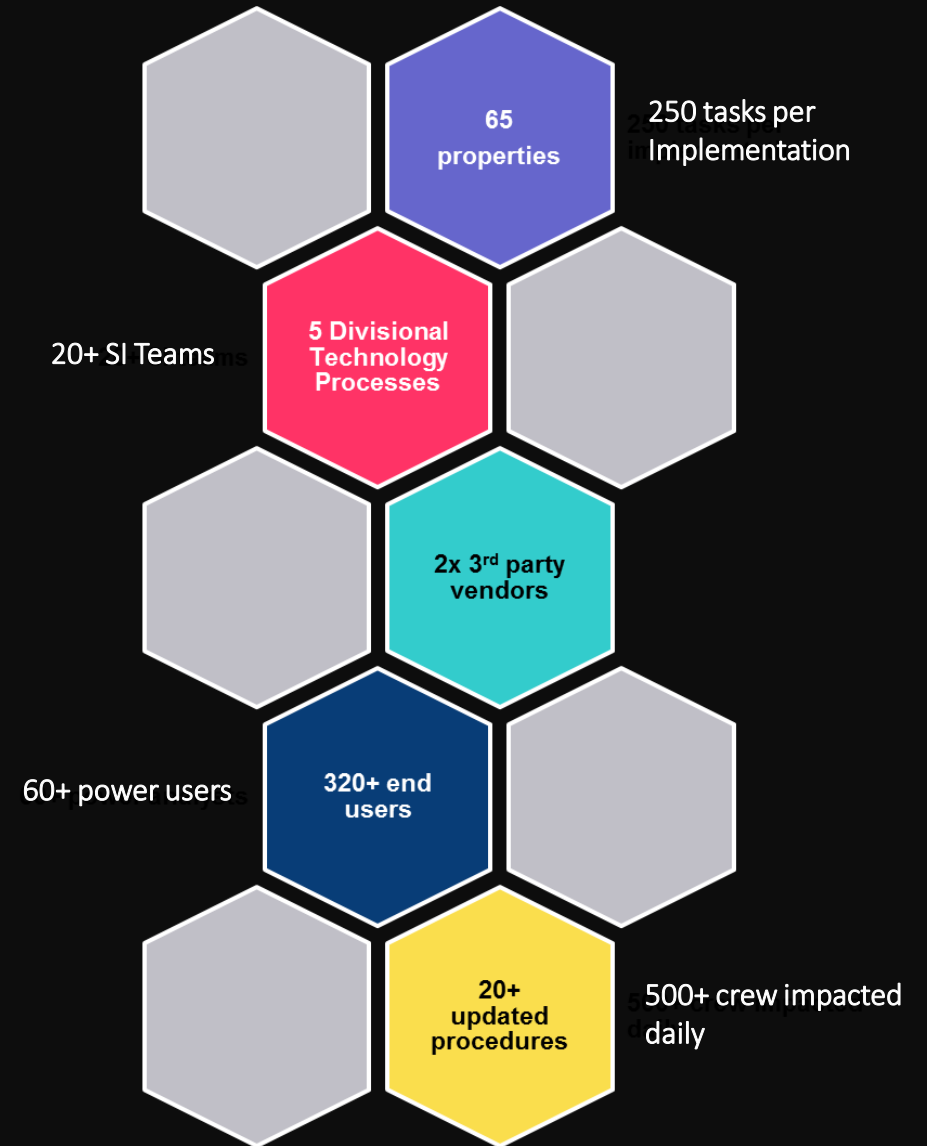 65
properties
250 tasks per
Implementation
20+ SI Teams
5 Divisional
Technology
Processes
2x 3rd party
vendors
60+ power users
320+ end
users
20+
updated
procedures
500+ crew impacted
daily